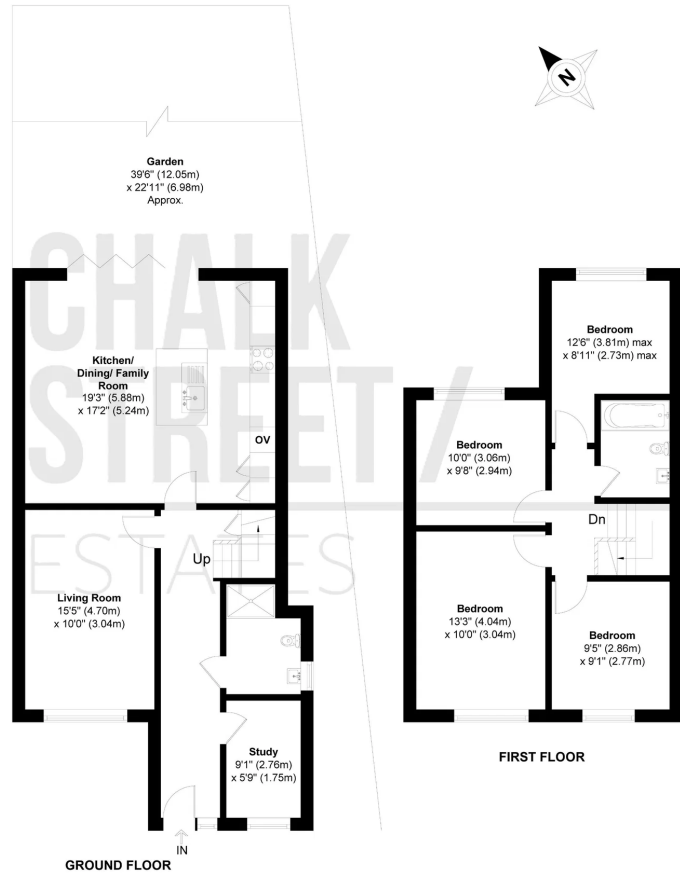 N
Garden
39'6" (12.05m)
x 22'11" (6.98m)
Approx.
CHALK
STREET /
ESTATES
Kitchen/
Dining/ Family
Room
19'3" (5.88m)
x 17'2" (5.24m)
OV
Up
Living Room
15'5" (4.70m)
x 10'0" (3.04m)
Study
9'1" (2.76m)
x 5'9" (1.75m)
IN
GROUND FLOOR
Bedroom
12'6" (3.81m) max
x 8'11" (2.73m) max
Bedroom
10'0" (3.06m)
x 9'8" (2.94m)
Dn
Bedroom
13'3" (4.04m)
x 10'0" (3.04m)
Bedroom
9'5" (2.86m)
x 9'1" (2.77m)
FIRST FLOOR